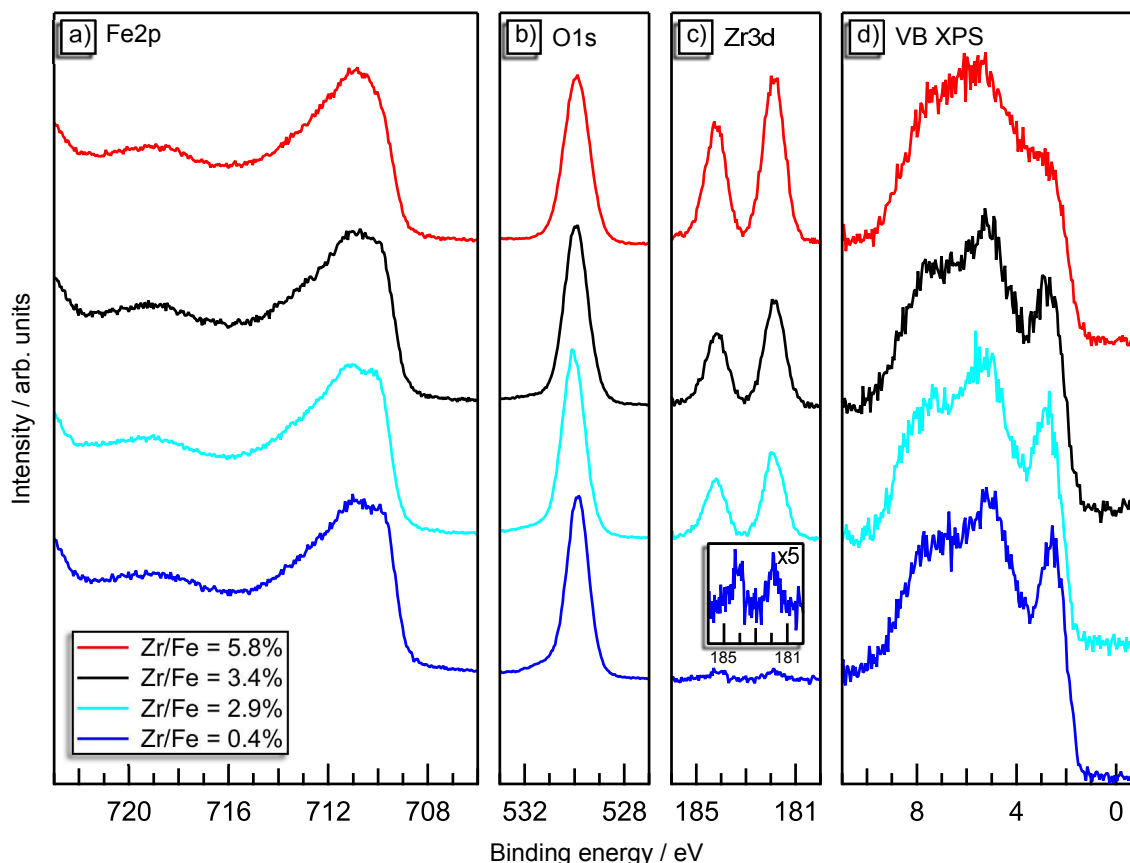 a) Fe2p
b) O1s
c) Zr3d
d) VB XPS
Intensity / arb. units
x5
185 181
Zr/Fe = 5.8%
Zr/Fe = 3.4%
Zr/Fe = 2.9%
Zr/Fe = 0.4%
720 716 712 708
532 528
185 181
8 4 0
Binding energy / eV